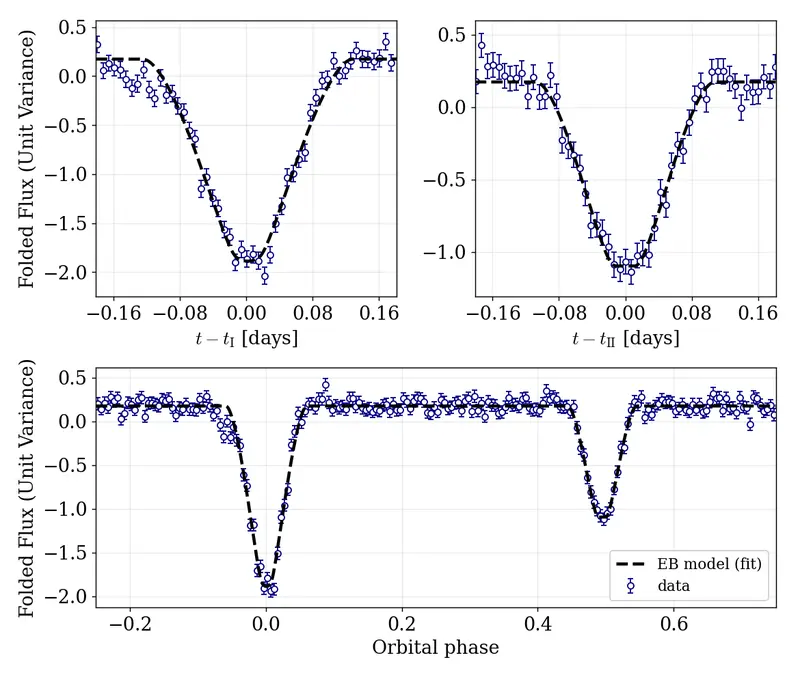 Folded Flux (Unit Variance)
0.5
0.0
−0.5
−1.0
−1.5
−2.0
−0.16 −0.08 0.00 0.08 0.16
t − tI [days]
0.5
0.0
−0.5
−1.0
−0.16 −0.08 0.00 0.08 0.16
t − tII [days]
Folded Flux (Unit Variance)
0.5
0.0
−0.5
−1.0
−1.5
−2.0
−0.2 0.0 0.2 0.4 0.6
Orbital phase
EB model (fit)
data